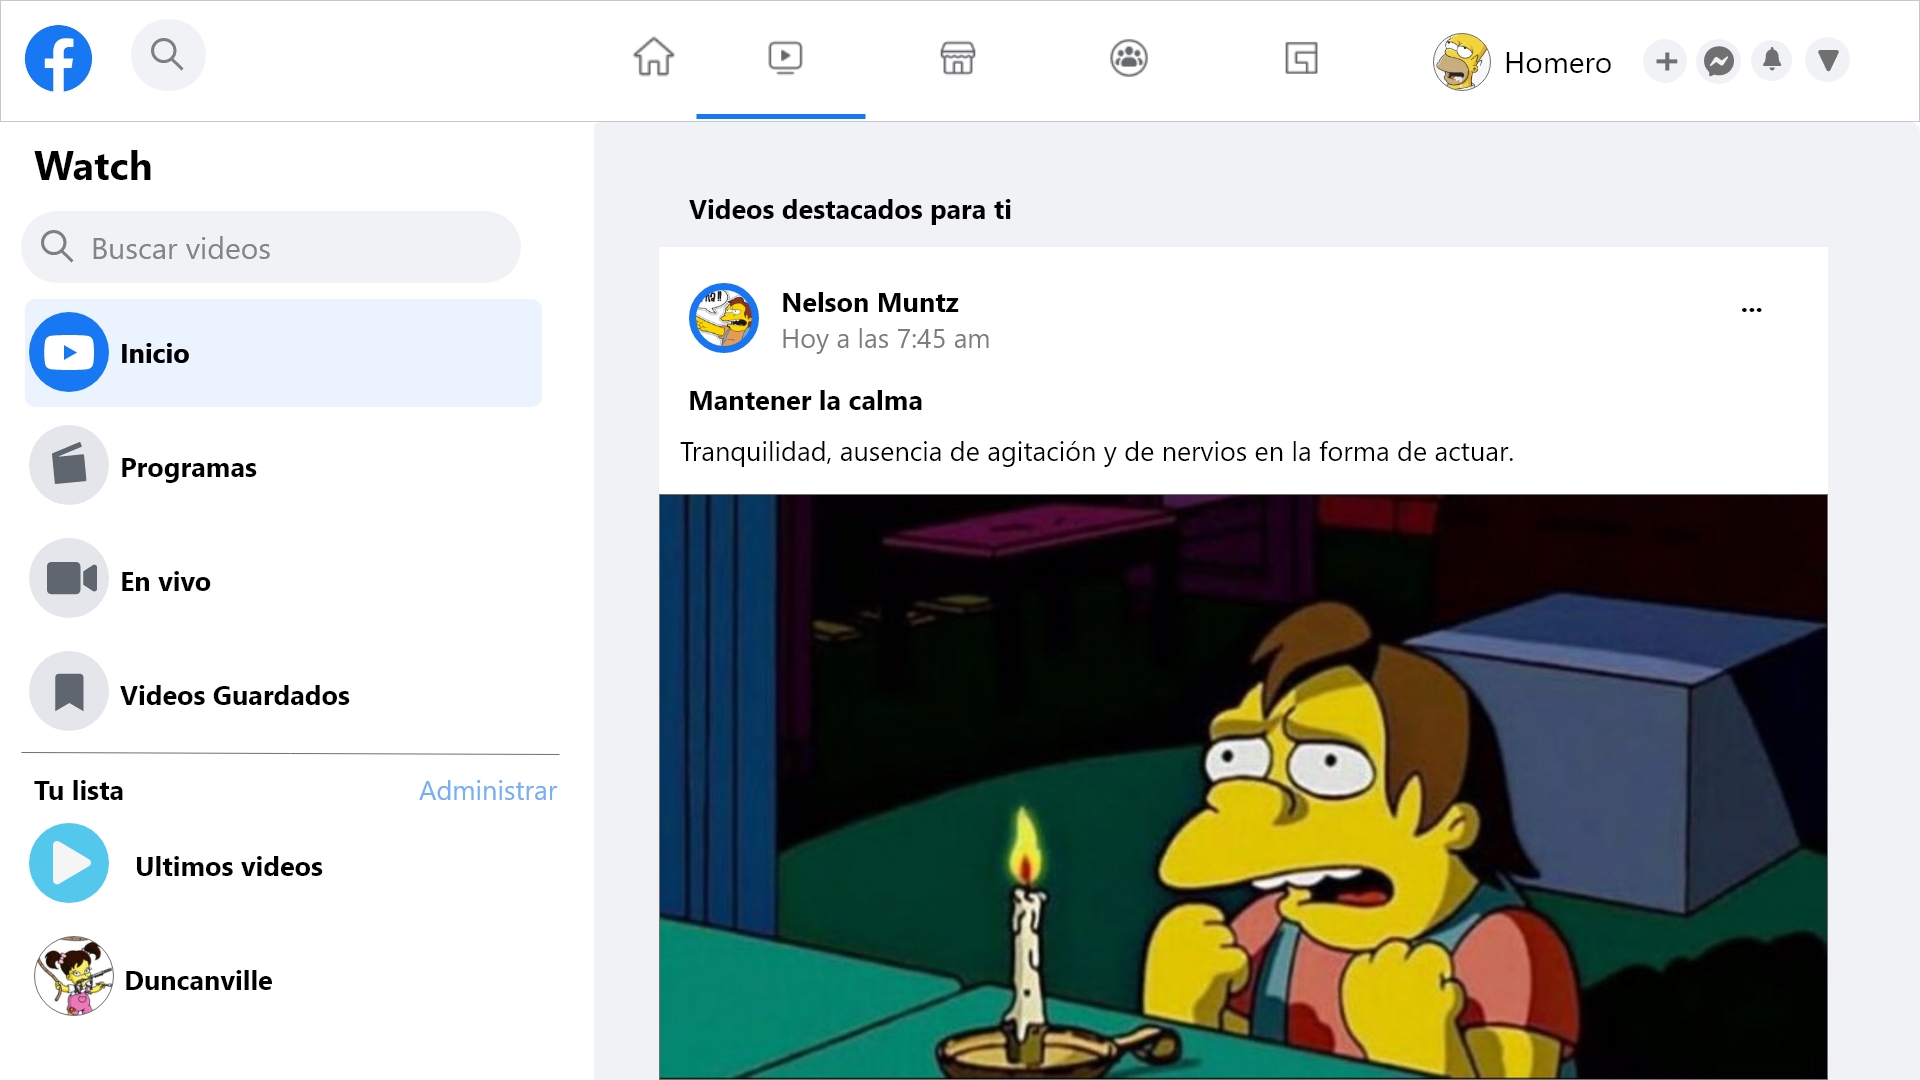 Homero
Watch
Buscar videos
Inicio
Programas
En vivo
Videos Guardados
Tu lista
Administrar
Ultimos videos
Duncanville
Videos destacados para ti
Nelson Muntz
Hoy a las 7:45 am
...
Mantener la calma
Tranquilidad, ausencia de agitación y de nervios en la forma de actuar.